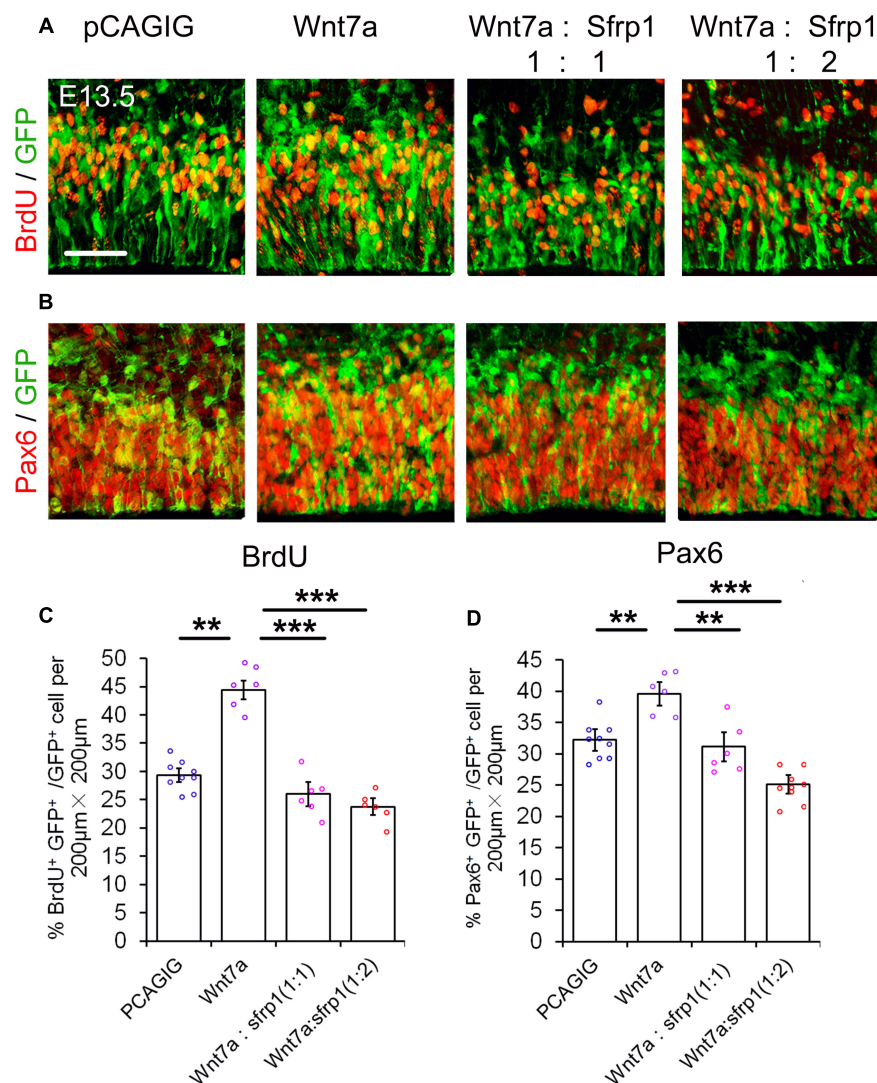 A
pCAGIG
Wnt7a
Wnt7a : Sfrp1
1 : 1
Wnt7a : Sfrp1
1 : 2
BrdU / GFP
E13.5
B
Pax6 / GFP
C
BrdU
** *** ***
% BrdU+ GFP+ /GFP+ cell per
200μm× 200μm
50
45
40
35
30
25
20
15
10
5
0
PCAGIG
Wnt7a
Wnt7a : sfrp1(1:1)
Wnt7a:sfrp1(1:2)
D
Pax6
** ** ***
% Pax6+ GFP+ /GFP+ cell per
200μm× 200μm
45
40
35
30
25
20
15
10
5
0
PCAGIG
Wnt7a
Wnt7a : sfrp1(1:1)
Wnt7a:sfrp1(1:2)